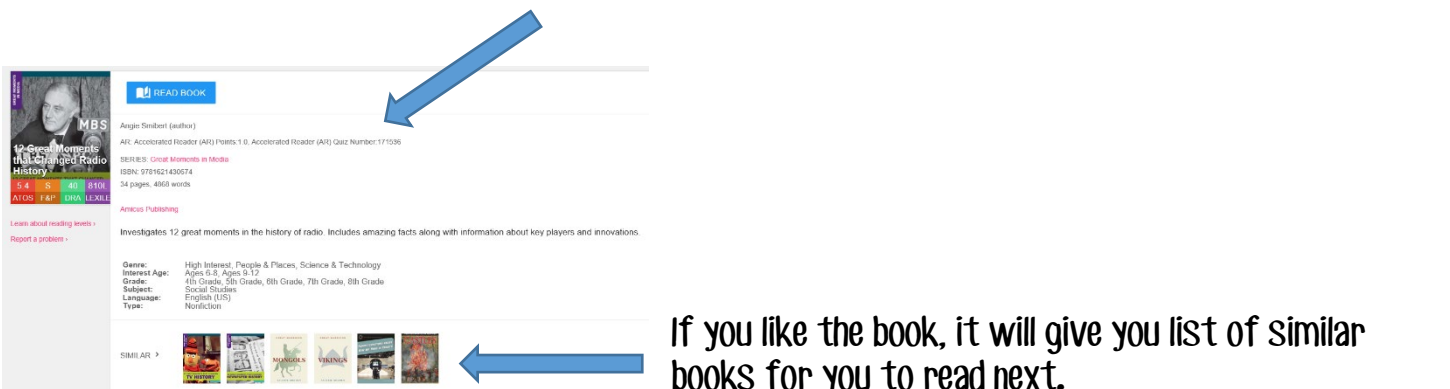 READ BOOK
MBS
12 Great Moments
that Changed Radio
History
5.4 S 40 810L
ATOS F&P DRA LEXILE
Learn about reading levels ›
Report a problem ›
Angie Smibert (author)
AR: Accelerated Reader (AR) Points:1.0, Accelerated Reader (AR) Quiz Number:171536
SERIES: Great Moments in Media
ISBN: 9781621430674
34 pages, 4868 words
Amicus Publishing
Investigates 12 great moments in the history of radio. Includes amazing facts along with information about key players and innovations.
Genre: High Interest, People & Places, Science & Technology
Interest Age: Ages 6-8, Ages 9-12
Grade: 4th Grade, 5th Grade, 6th Grade, 7th Grade, 8th Grade
Subject: Social Studies
Language: English (US)
Type: Nonfiction
SIMILAR ›
TV HISTORY
MONGOLS
VIKINGS
If you like the book, it will give you list of similar
books for you to read next.